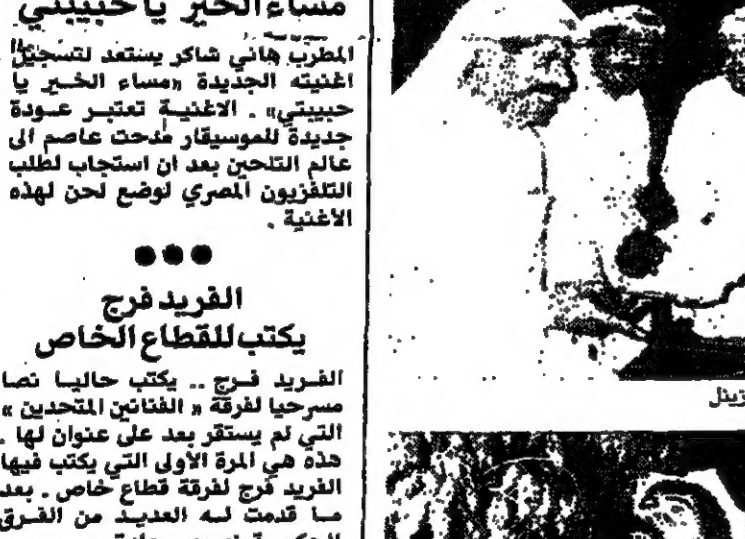 مساء الخير يا حبيبتي
المطرب هاني شاكر يستعد لتسجيل
اغنيته الجديدة «مساء الخير يا
حبيبتي» . الاغنية تعتبر عودة
جديدة للموسيقار مدحت عاصم الى
عالم التلحين بعد ان استجاب لطلب
التلفزيون المصري لوضع لحن لهذه
الأغنية .
●●●
الفريد فرج
يكتب للقطاع الخاص
الفريد فرج .. يكتب حاليا نصا
مسرحيا لفرقة « الفنانين المتحدين »
التي لم يستقر بعد على عنوان لها .
هذه هي المرة الأولى التي يكتب فيها
الفريد فرج لفرقة قطاع خاص . بعد
ما قدمت له العديد من الفرق